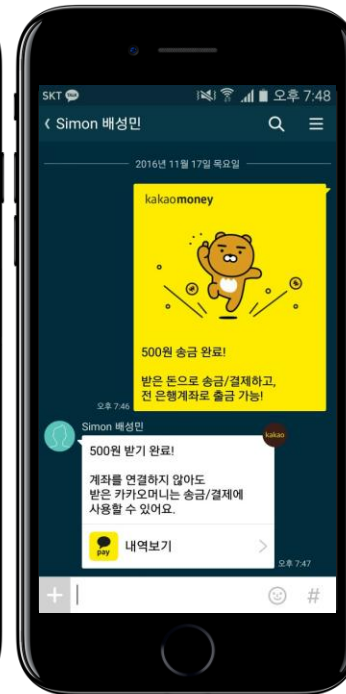 SKT
오후 7:48
Simon 배성민
2016년 11월 17일 목요일
kakaomoney
500원 송금 완료!
받은 돈으로 송금/결제하고,
전 은행계좌로 출금 가능!
오후 7:46
Simon 배성민
kakao
500원 받기 완료!
계좌를 연결하지 않아도
받은 카카오머니는 송금/결제에
사용할 수 있어요.
pay
내역보기
오후 7:47
#